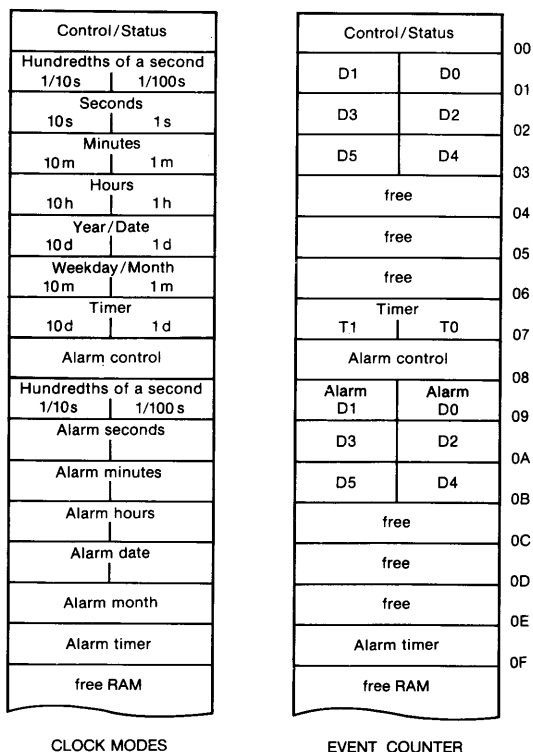 Control/Status
Hundredths of a second
1/10s 1/100s
Seconds
10s 1s
Minutes
10m 1m
Hours
10h 1h
Year/Date
10d 1d
Weekday/Month
10m 1m
Timer
10d 1d
Alarm control
Hundredths of a second
1/10s 1/100s
Alarm seconds
Alarm minutes
Alarm hours
Alarm date
Alarm month
Alarm timer
free RAM
CLOCK MODES
Control/Status
00
D1 D0
01
D3 D2
02
D5 D4
03
free
04
free
05
free
06
Timer
T1 T0
07
Alarm control
08
Alarm Alarm
D1 D0
09
D3 D2
0A
D5 D4
0B
free
0C
free
0D
free
0E
Alarm timer
0F
free RAM
EVENT COUNTER